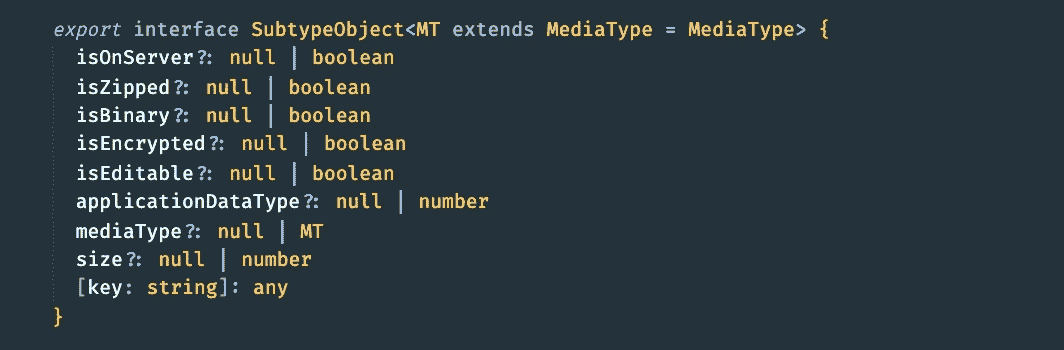 export interface SubtypeObject<MT extends MediaType = MediaType> {
isOnServer?: null | boolean
isZipped?: null | boolean
isBinary?: null | boolean
isEncrypted?: null | boolean
isEditable?: null | boolean
applicationDataType?: null | number
mediaType?: null | MT
size?: null | number
[key: string]: any
}